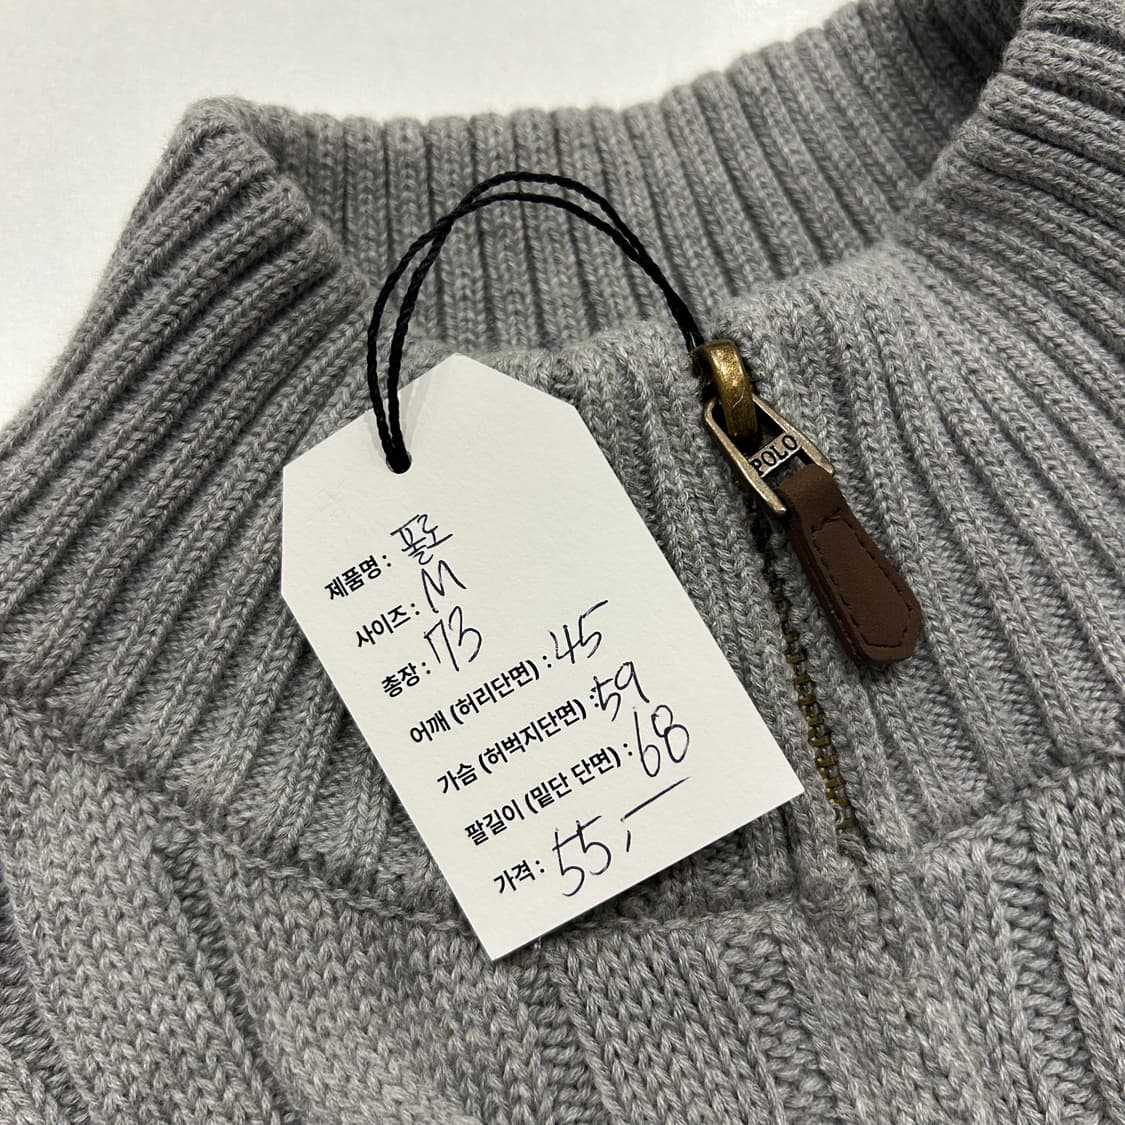 제품명 : 폴로
사이즈 : M
총장 : 73
어깨 (허리단면) : 45
가슴 (허벅지단면) : 59
팔길이 (밑단 단면) : 68
가격 : 55,—
POLO